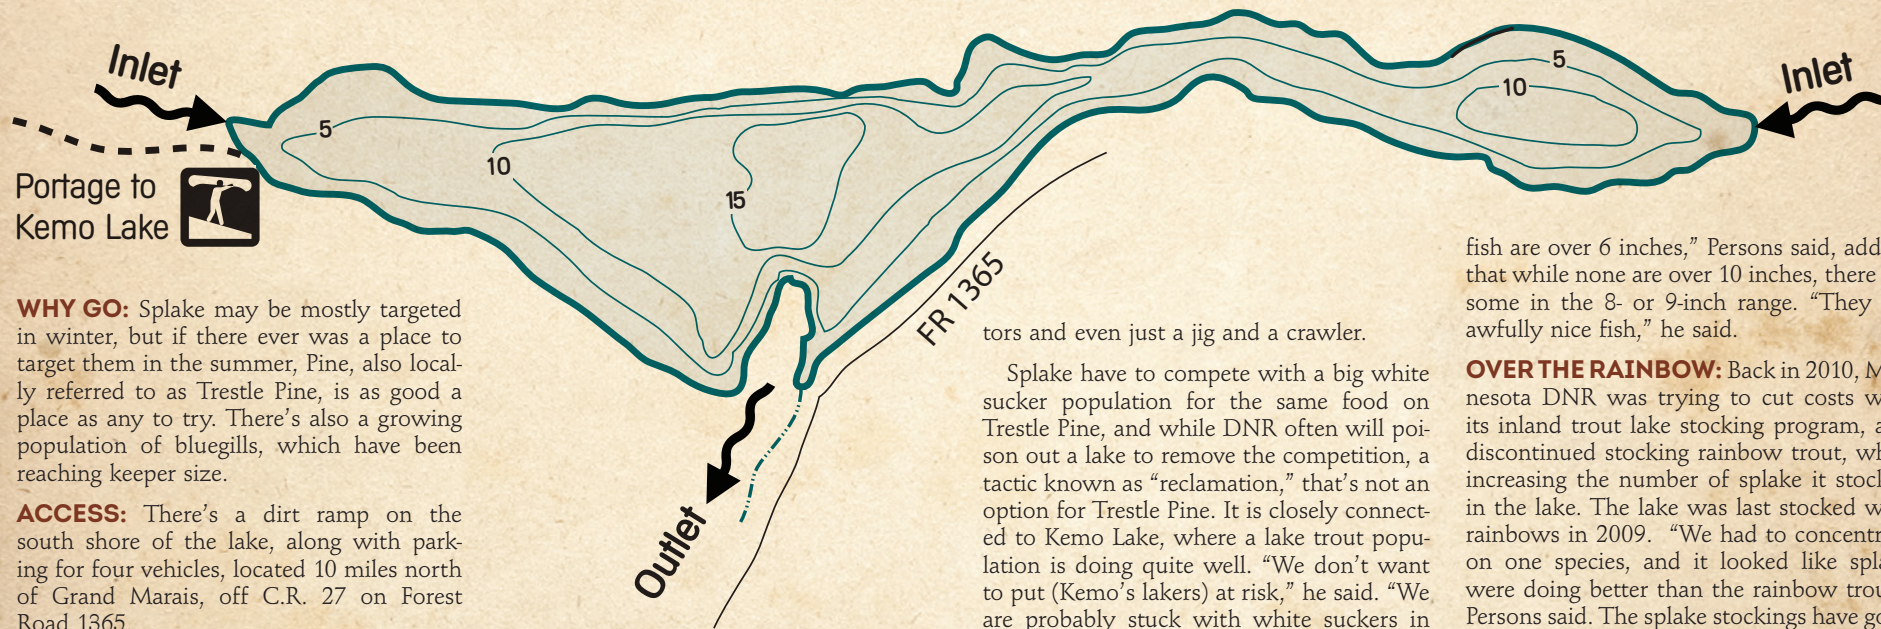 Inlet
Inlet
5
10
15
5
10
Portage to
Kemo Lake
FR 1365
Outlet
WHY GO: Splake may be mostly targeted
in winter, but if there ever was a place to
target them in the summer, Pine, also local-
ly referred to as Trestle Pine, is as good a
place as any to try. There’s also a growing
population of bluegills, which have been
reaching keeper size.
ACCESS: There’s a dirt ramp on the
south shore of the lake, along with park-
ing for four vehicles, located 10 miles north
of Grand Marais, off C.R. 27 on Forest
Road 1365
tors and even just a jig and a crawler.
Splake have to compete with a big white
sucker population for the same food on
Trestle Pine, and while DNR often will poi-
son out a lake to remove the competition, a
tactic known as “reclamation,” that’s not an
option for Trestle Pine. It is closely connect-
ed to Kemo Lake, where a lake trout popu-
lation is doing quite well. “We don’t want
to put (Kemo’s lakers) at risk,” he said. “We
are probably stuck with white suckers in
fish are over 6 inches,” Persons said, add
that while none are over 10 inches, there
some in the 8- or 9-inch range. “They
awfully nice fish,” he said.
OVER THE RAINBOW: Back in 2010, M
nesota DNR was trying to cut costs w
its inland trout lake stocking program, a
discontinued stocking rainbow trout, wh
increasing the number of splake it stoc
in the lake. The lake was last stocked w
rainbows in 2009. “We had to concentr
on one species, and it looked like spla
were doing better than the rainbow trou
Persons said. The splake stockings have go